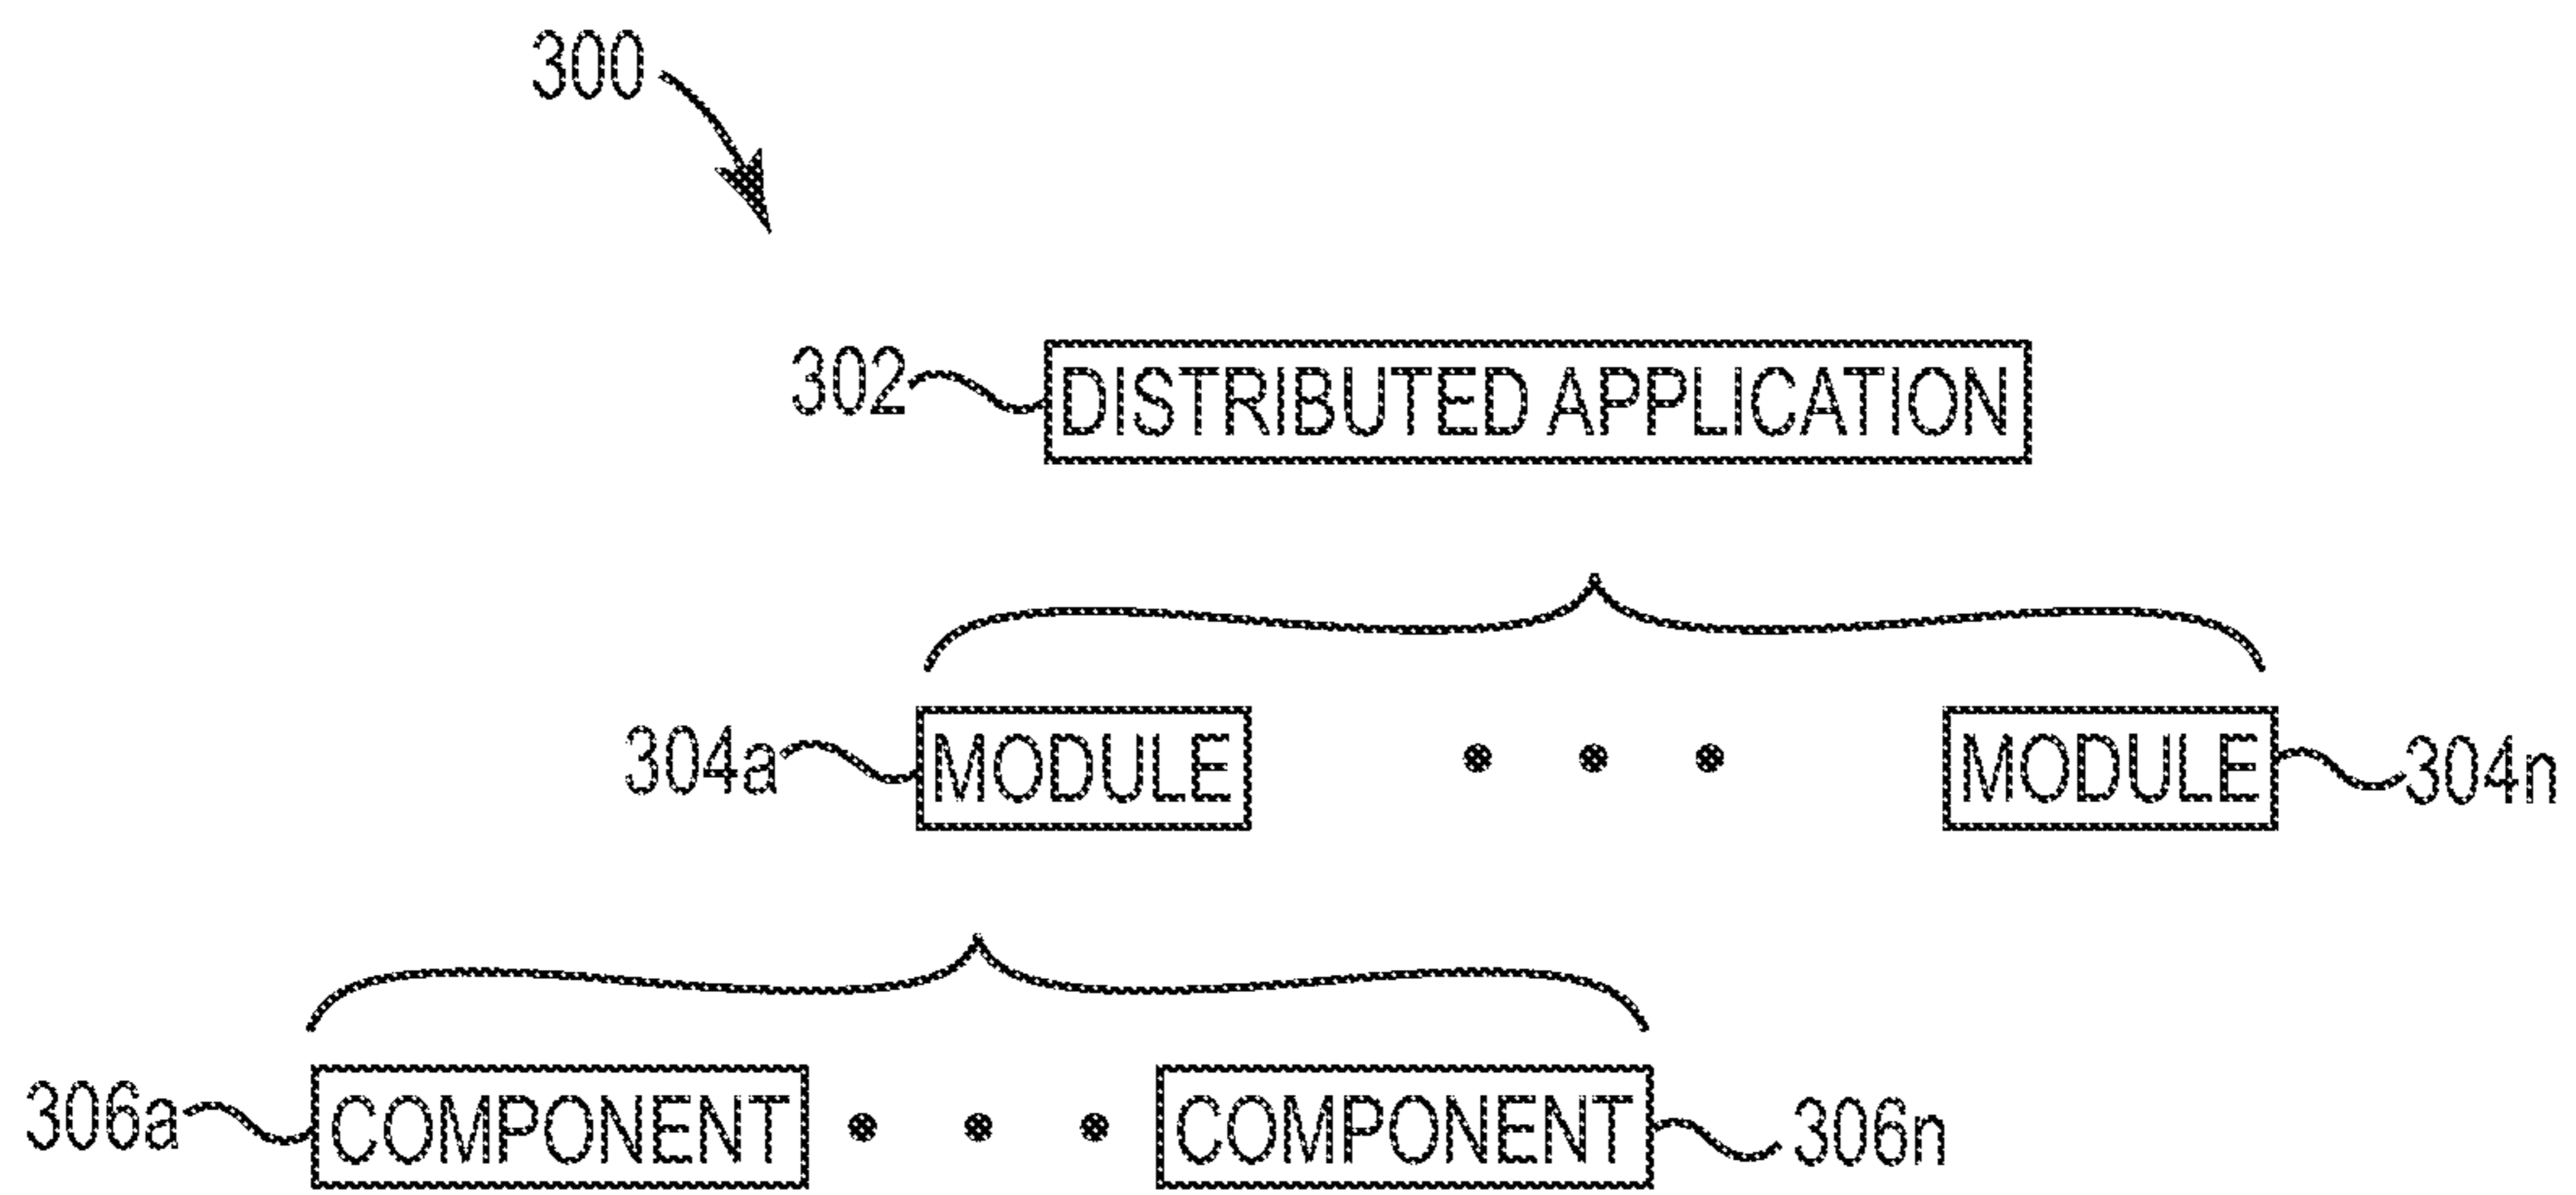 300
302 DISTRIBUTED APPLICATION
304a MODULE MODULE 304n
306a COMPONENT COMPONENT 306n